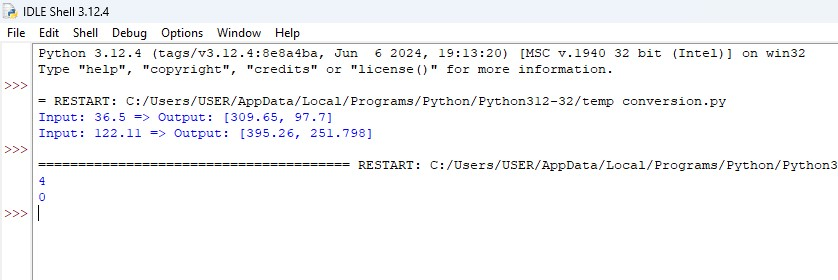 IDLE Shell 3.12.4
File Edit Shell Debug Options Window Help
Python 3.12.4 (tags/v3.12.4:8e8a4ba, Jun  6 2024, 19:13:20) [MSC v.1940 32 bit (Intel)] on win32
Type "help", "copyright", "credits" or "license()" for more information.
>>>
= RESTART: C:/Users/USER/AppData/Local/Programs/Python/Python312-32/temp conversion.py
Input: 36.5 => Output: [309.65, 97.7]
Input: 122.11 => Output: [395.26, 251.798]
>>>
======================================= RESTART: C:/Users/USER/AppData/Local/Programs/Python/Python3
4
0
>>>